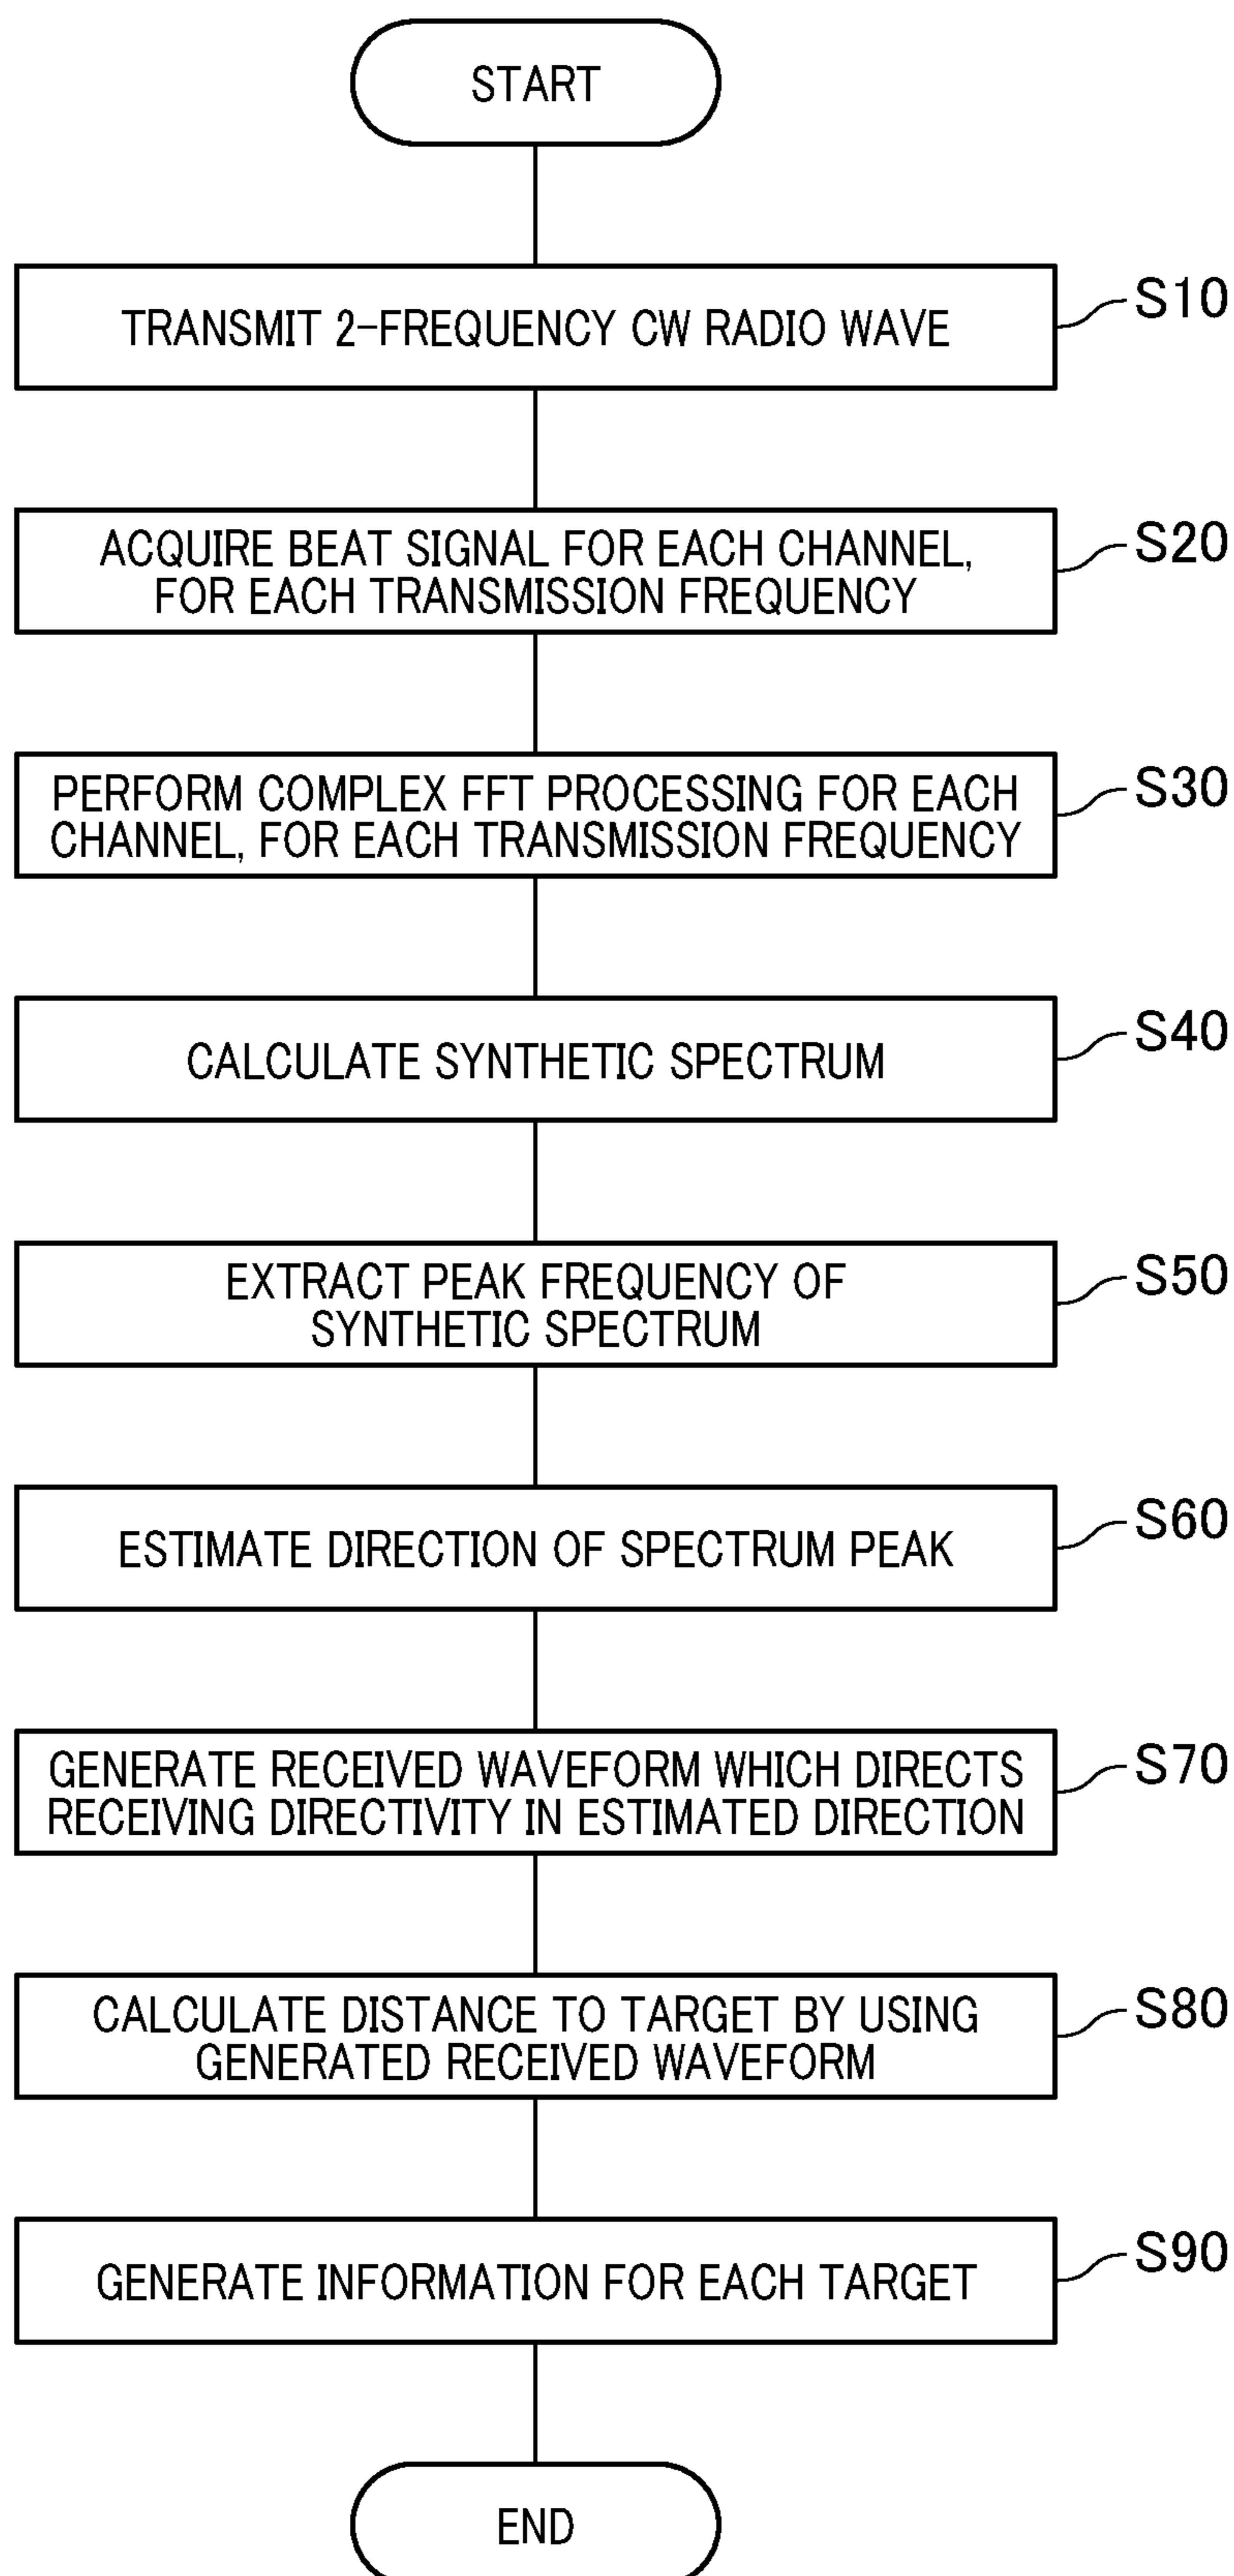 START
TRANSMIT 2-FREQUENCY CW RADIO WAVE
S10
ACQUIRE BEAT SIGNAL FOR EACH CHANNEL,
FOR EACH TRANSMISSION FREQUENCY
S20
PERFORM COMPLEX FFT PROCESSING FOR EACH
CHANNEL, FOR EACH TRANSMISSION FREQUENCY
S30
CALCULATE SYNTHETIC SPECTRUM
S40
EXTRACT PEAK FREQUENCY OF
SYNTHETIC SPECTRUM
S50
ESTIMATE DIRECTION OF SPECTRUM PEAK
S60
GENERATE RECEIVED WAVEFORM WHICH DIRECTS
RECEIVING DIRECTIVITY IN ESTIMATED DIRECTION
S70
CALCULATE DISTANCE TO TARGET BY USING
GENERATED RECEIVED WAVEFORM
S80
GENERATE INFORMATION FOR EACH TARGET
S90
END